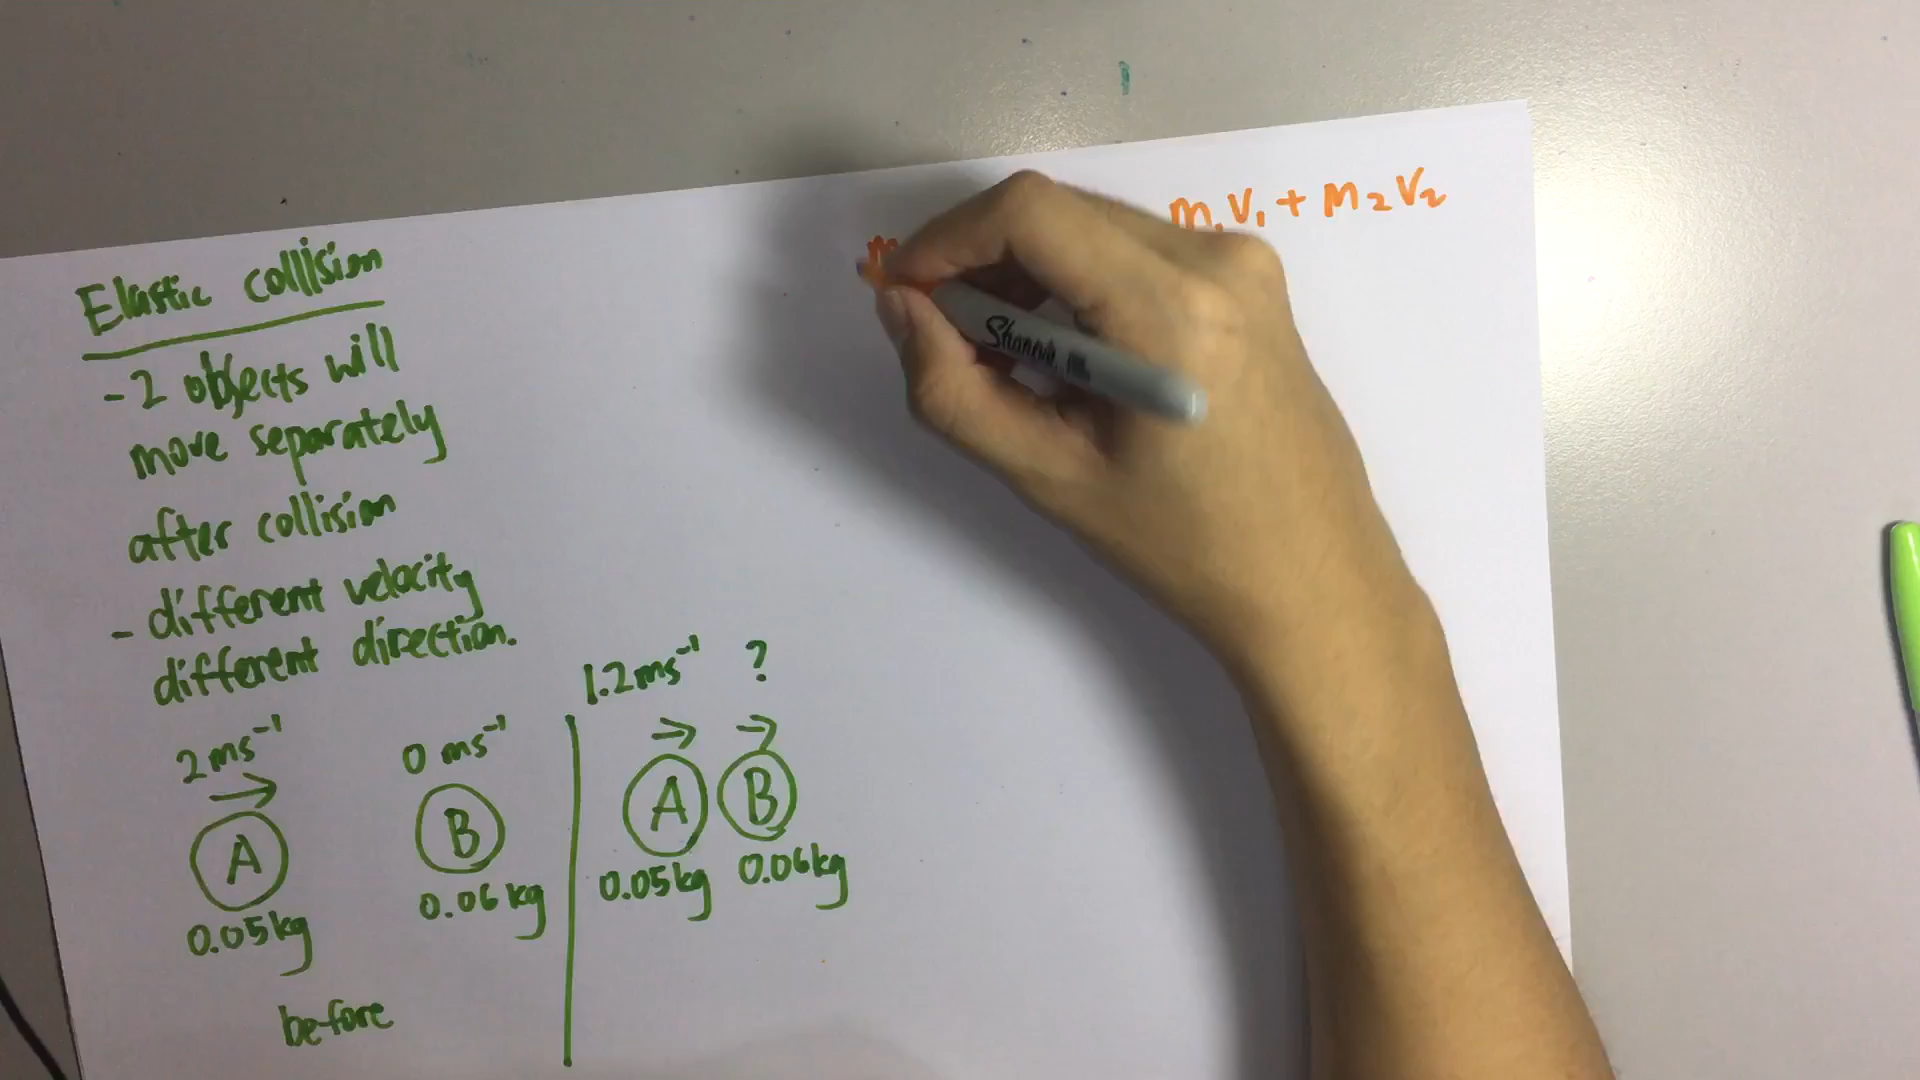 m₁v₁ + m₂v₂
m
Sharpie
Elastic collision
- 2 objects will
move separately
after collision
- different velocity
different direction.
2ms⁻¹
0 ms⁻¹
1.2ms⁻¹ ?
A
B
A
B
0.05kg
0.06kg
0.05kg
0.06kg
before